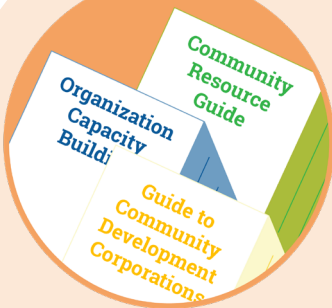 Community
Resource
Guide
Organization
Capacity
Buildi
Guide to
Community
Development
Corporations